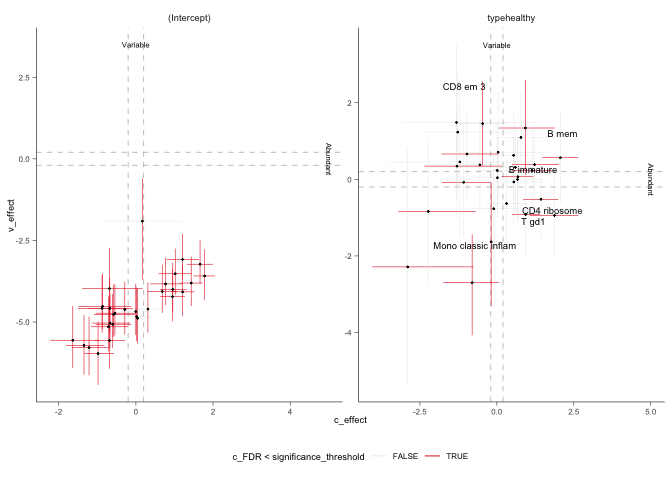 (Intercept)
typehealthy
Variable
Variable
Abundant
Abundant
CD8 em 3
B mem
B immature
CD4 ribosome
T gd1
Mono classic inflam
2.5
0.0
-2.5
-5.0
2
0
-2
-4
-2
0
2
4
-2.5
0.0
2.5
5.0
v_effect
c_effect
c_FDR < significance_threshold
FALSE
TRUE